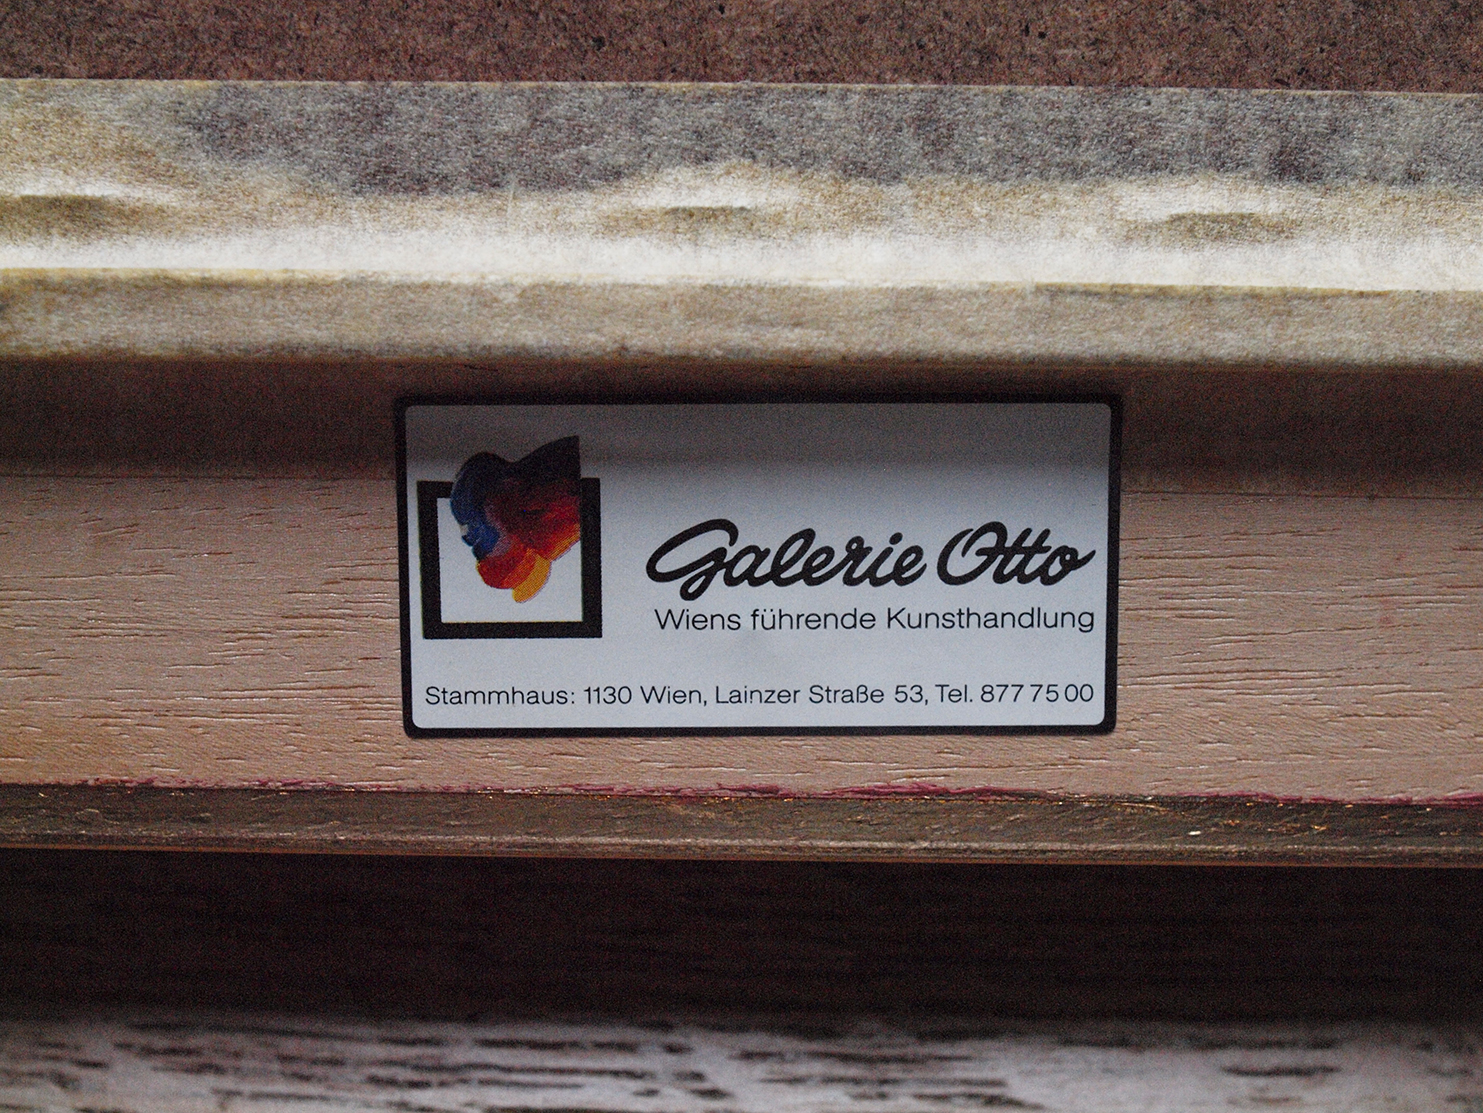 Galerie Otto
Wiens führende Kunsthandlung
Stammhaus: 1130 Wien, Lainzer Straße 53, Tel. 877 75 00